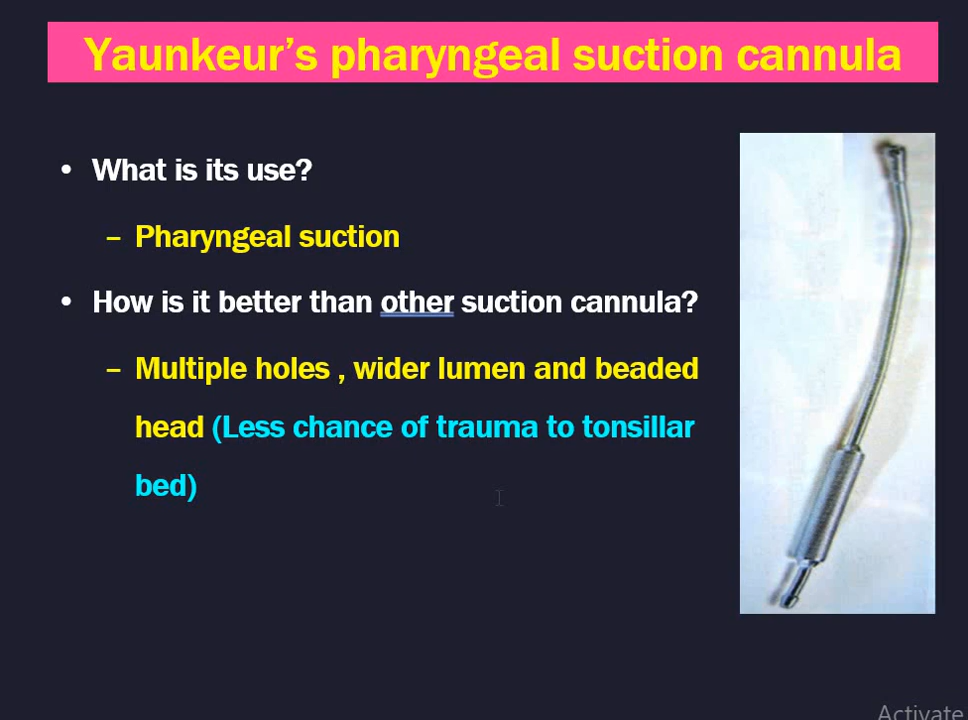 Yaunkeur's pharyngeal suction cannula
• What is its use?
– Pharyngeal suction
• How is it better than other suction cannula?
– Multiple holes , wider lumen and beaded
head (Less chance of trauma to tonsillar
bed)
Activate